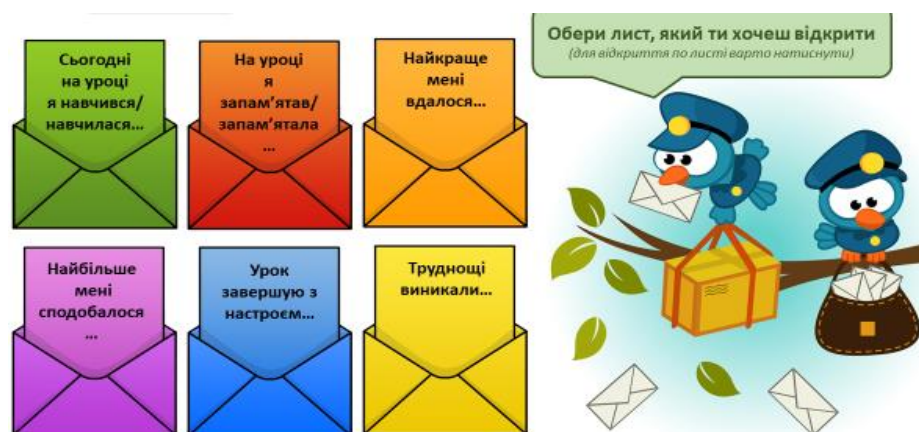 Сьогодні
на уроці
я навчився/
навчилася...
На уроці
я
запам'ятав/
запам'ятала
...
Найкраще
мені
вдалося...
Обери лист, який ти хочеш відкрити
(для відкриття по листі варто натиснути)
Найбільше
мені
сподобалося
...
Урок
завершую з
настроєм...
Труднощі
виникали...